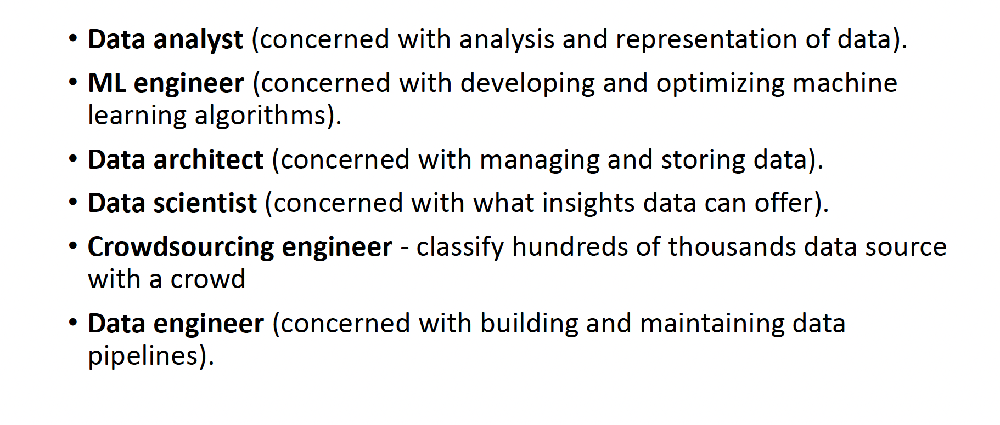 • Data analyst (concerned with analysis and representation of data).
• ML engineer (concerned with developing and optimizing machine
learning algorithms).
• Data architect (concerned with managing and storing data).
• Data scientist (concerned with what insights data can offer).
• Crowdsourcing engineer - classify hundreds of thousands data source
with a crowd
• Data engineer (concerned with building and maintaining data
pipelines).